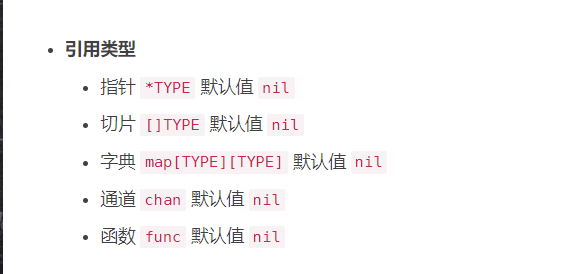 引用类型
指针 *TYPE 默认值 nil
切片 []TYPE 默认值 nil
字典 map[TYPE][TYPE] 默认值 nil
通道 chan 默认值 nil
函数 func 默认值 nil